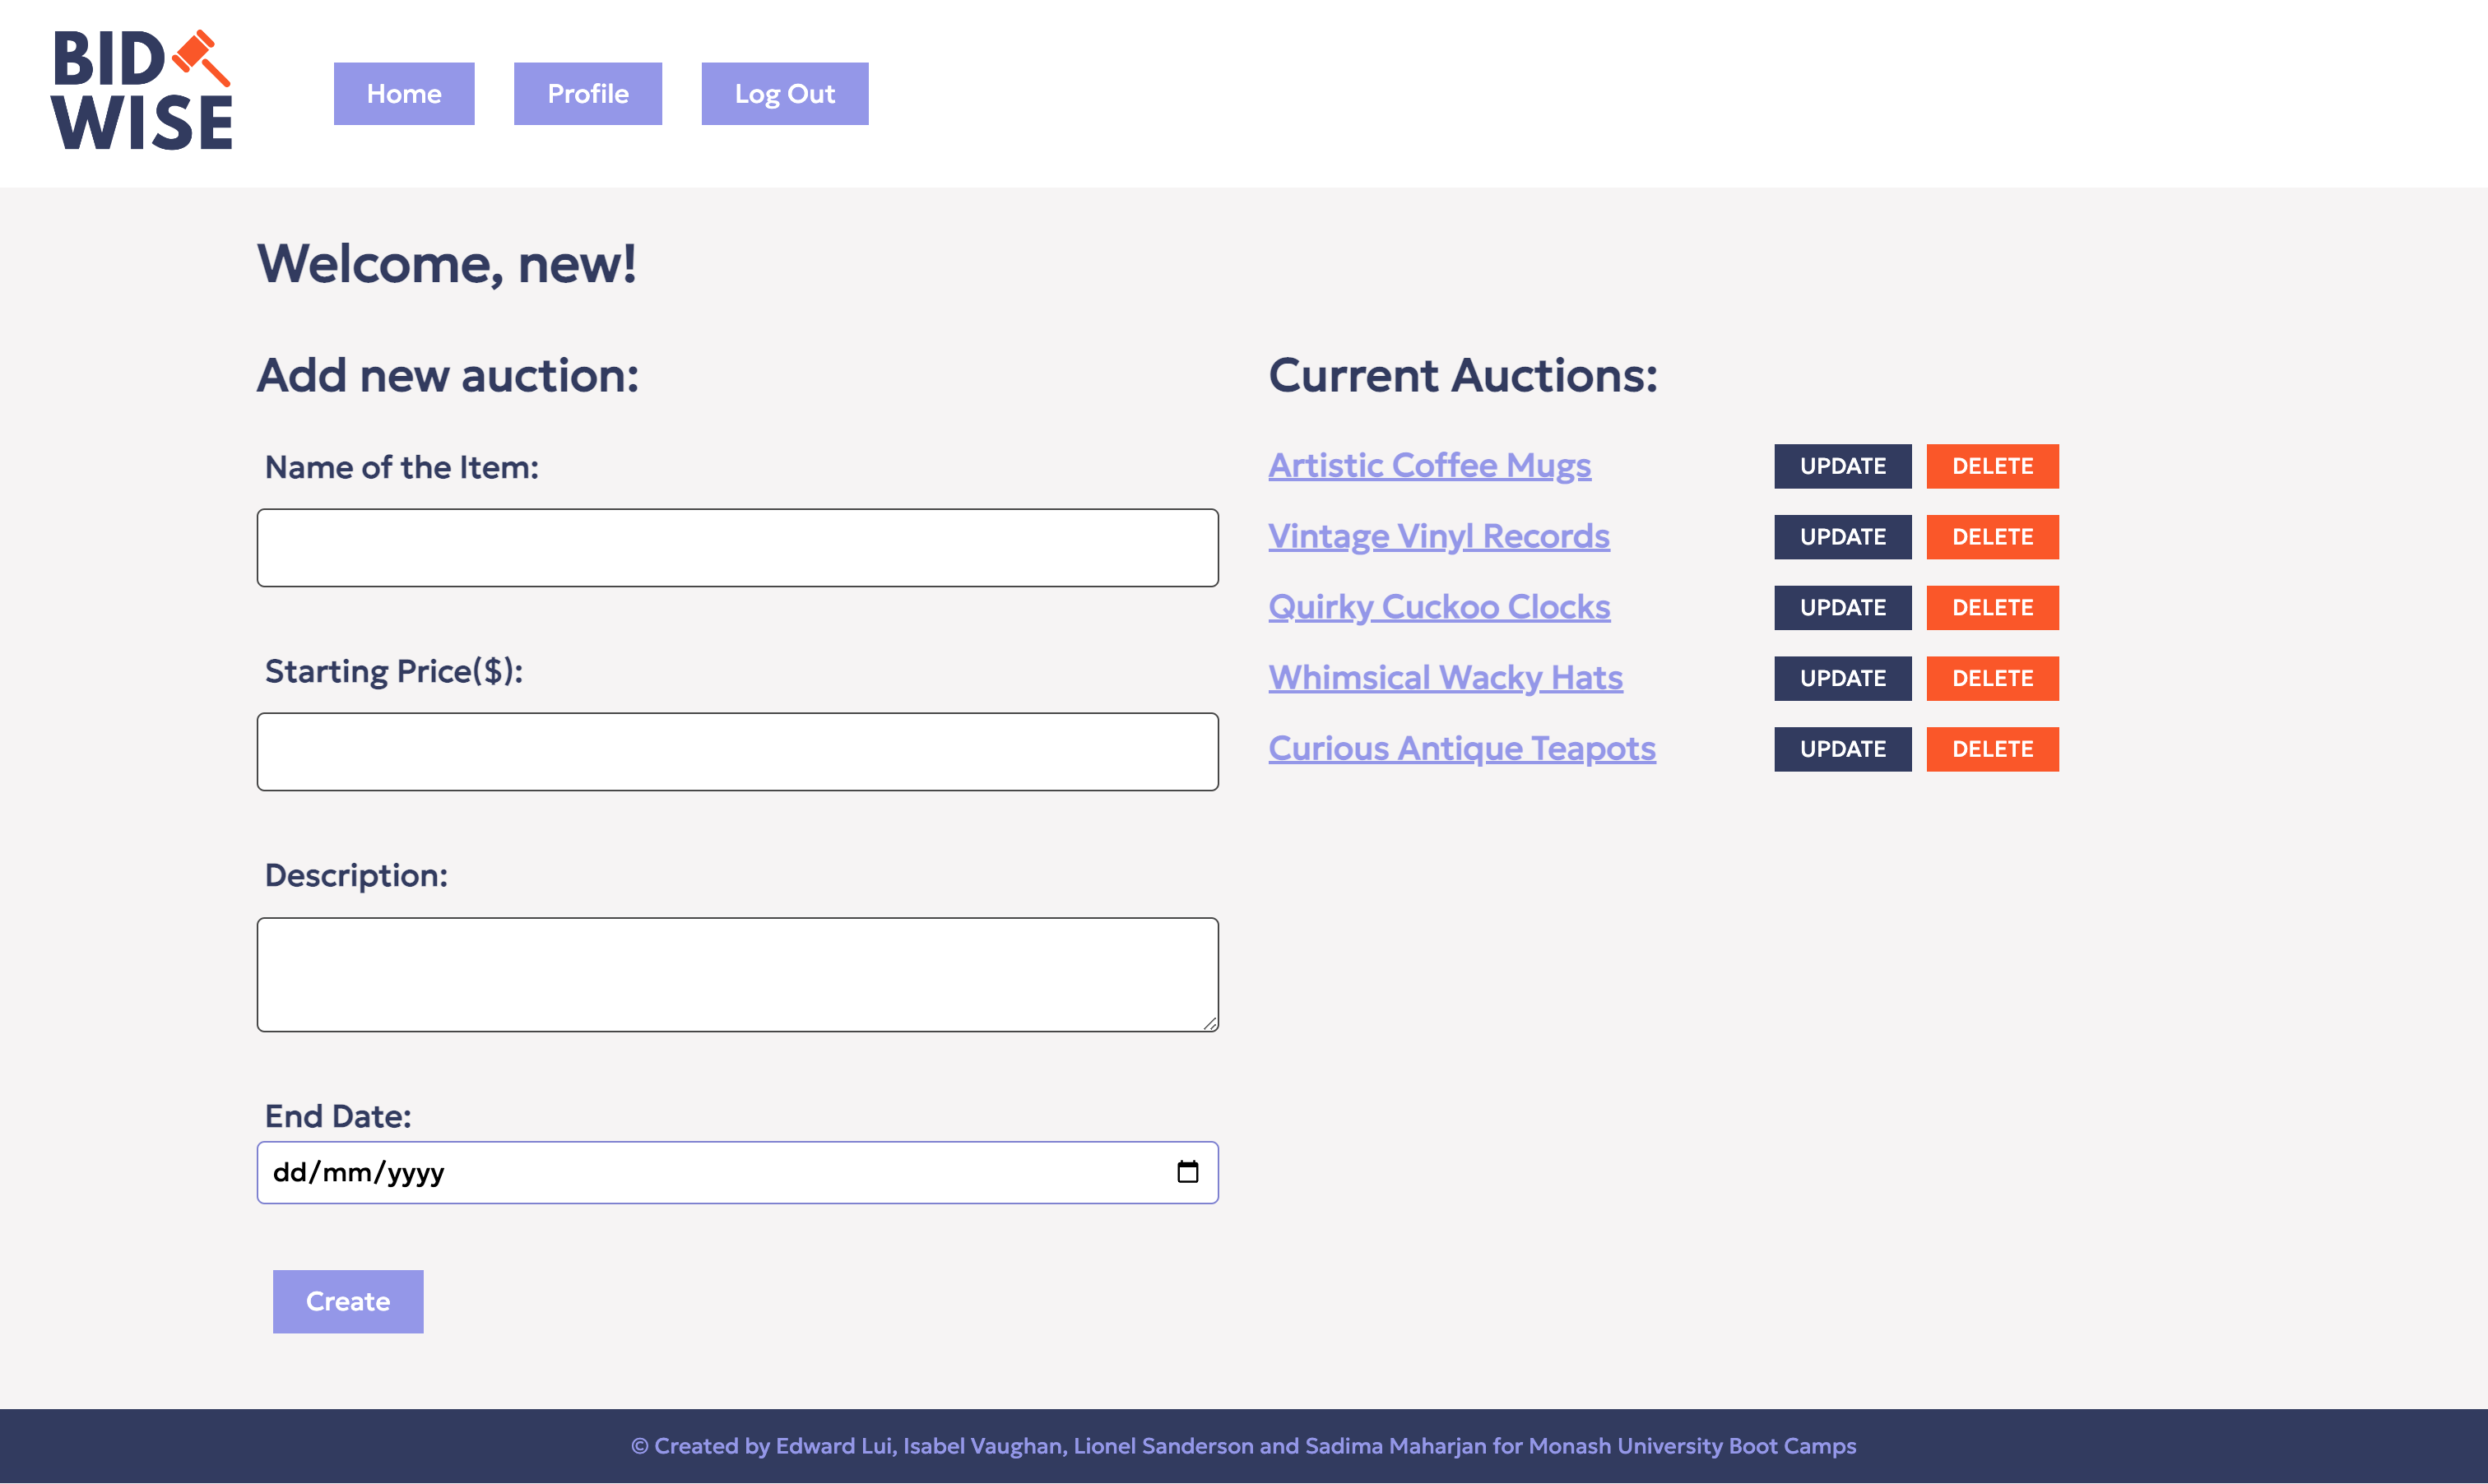 BID
WISE
Home Profile Log Out
Welcome, new!
Add new auction:
Name of the Item:
Starting Price($):
Description:
End Date:
dd/mm/yyyy
Create
Current Auctions:
Artistic Coffee Mugs UPDATE DELETE
Vintage Vinyl Records UPDATE DELETE
Quirky Cuckoo Clocks UPDATE DELETE
Whimsical Wacky Hats UPDATE DELETE
Curious Antique Teapots UPDATE DELETE
© Created by Edward Lui, Isabel Vaughan, Lionel Sanderson and Sadima Maharjan for Monash University Boot Camps